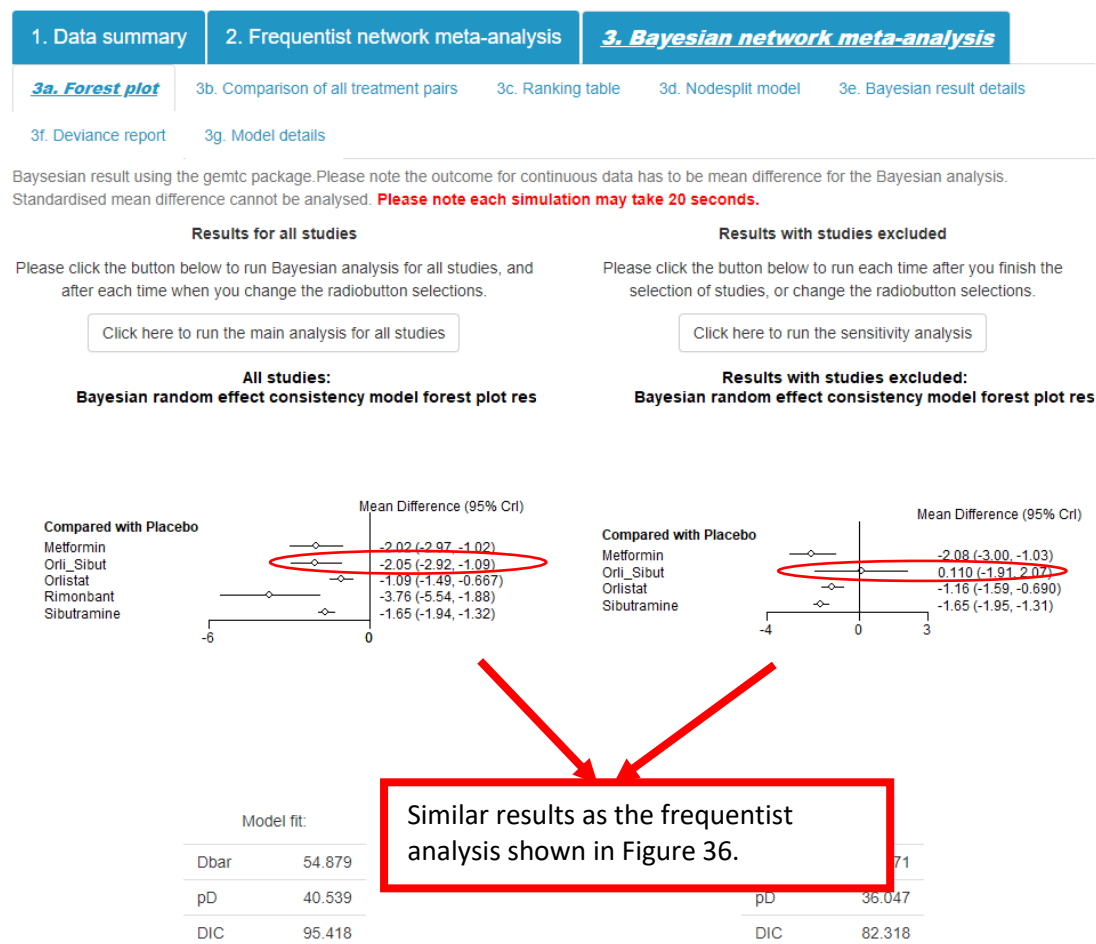 1. Data summary
2. Frequentist network meta-analysis
3. Bayesian network meta-analysis
3a. Forest plot
3b. Comparison of all treatment pairs
3c. Ranking table
3d. Nodesplit model
3e. Bayesian result details
3f. Deviance report
3g. Model details
Baysesian result using the gemtc package.Please note the outcome for continuous data has to be mean difference for the Bayesian analysis.
Standardised mean difference cannot be analysed. Please note each simulation may take 20 seconds.
Results for all studies
Please click the button below to run Bayesian analysis for all studies, and
after each time when you change the radiobutton selections.
Click here to run the main analysis for all studies
All studies:
Bayesian random effect consistency model forest plot res
Mean Difference (95% CrI)
Compared with Placebo
Metformin -2.02 (-2.97, -1.02)
Orli_Sibut -2.05 (-2.92, -1.09)
Orlistat -1.09 (-1.49, -0.667)
Rimonbant -3.76 (-5.54, -1.88)
Sibutramine -1.65 (-1.94, -1.32)
-6 0
Results with studies excluded
Please click the button below to run each time after you finish the
selection of studies, or change the radiobutton selections.
Click here to run the sensitivity analysis
Results with studies excluded:
Bayesian random effect consistency model forest plot res
Mean Difference (95% CrI)
Compared with Placebo
Metformin -2.08 (-3.00, -1.03)
Orli_Sibut 0.110 (-1.91, 2.07)
Orlistat -1.16 (-1.59, -0.690)
Sibutramine -1.65 (-1.95, -1.31)
-4 0 3
Similar results as the frequentist
analysis shown in Figure 36.
Model fit:
Dbar 54.879
pD 40.539
DIC 95.418
71
pD 36.047
DIC 82.318